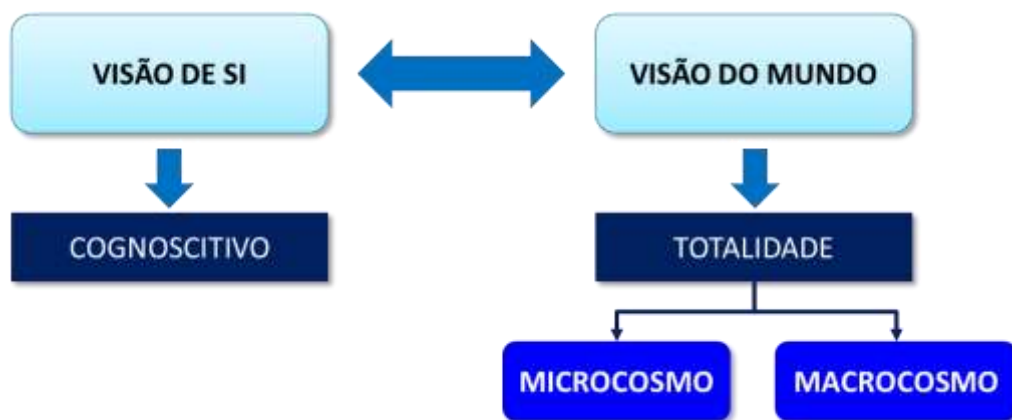 VISÃO DE SI
VISÃO DO MUNDO
COGNOSCITIVO
TOTALIDADE
MICROCOSMO
MACROCOSMO